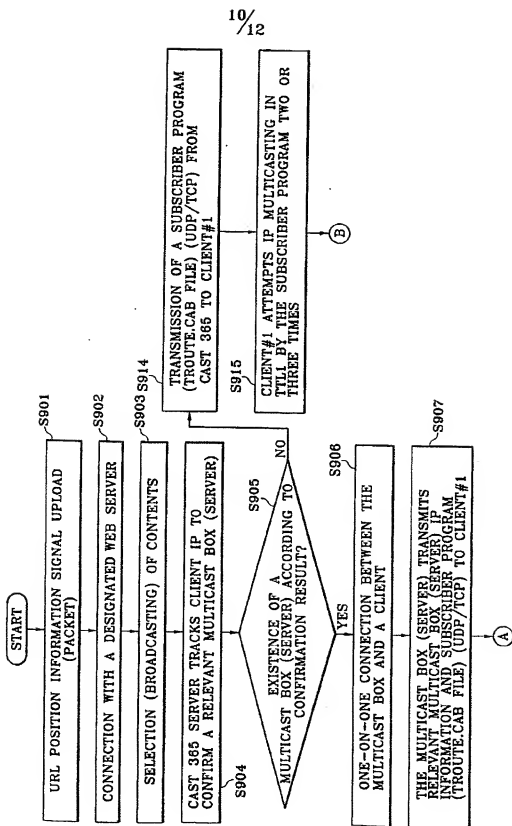 10/12
START
S901
URL POSITION INFORMATION SIGNAL UPLOAD
(PACKET)
S902
CONNECTION WITH A DESIGNATED WEB SERVER
S903
SELECTION (BROADCASTING) OF CONTENTS
S904
CAST 365 SERVER TRACKS CLIENT IP TO
CONFIRM A RELEVANT MULTICAST BOX (SERVER)
S905
EXISTENCE OF A
MULTICAST BOX (SERVER) ACCORDING TO
CONFIRMATION RESULT?
NO
YES
S906
ONE-ON-ONE CONNECTION BETWEEN THE
MULTICAST BOX AND A CLIENT
S907
THE MULTICAST BOX (SERVER) TRANSMITS
RELEVANT MULTICAST BOX (SERVER) IP
INFORMATION AND SUBSCRIBER PROGRAM
(TROUTE.CAB FILE) (UDP/TCP) TO CLIENT#1
A
S914
TRANSMISSION OF A SUBSCRIBER PROGRAM
(TROUTE.CAB FILE) (UDP/TCP) FROM
CAST 365 TO CLIENT#1
S915
CLIENT#1 ATTEMPTS IP MULTICASTING IN
TTL1 BY THE SUBSCRIBER PROGRAM TWO OR
THREE TIMES
B